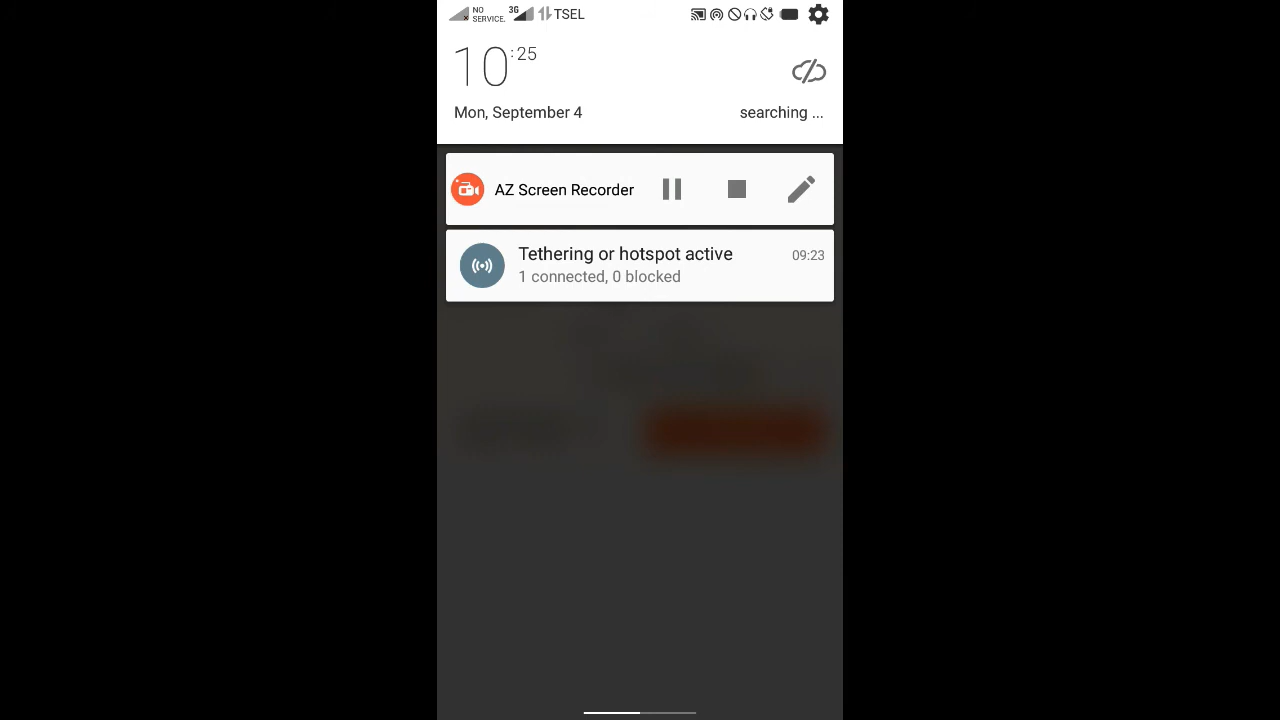 NO SERVICE. 3G TSEL
10:25
Mon, September 4
searching ...
AZ Screen Recorder
Tethering or hotspot active 09:23
1 connected, 0 blocked